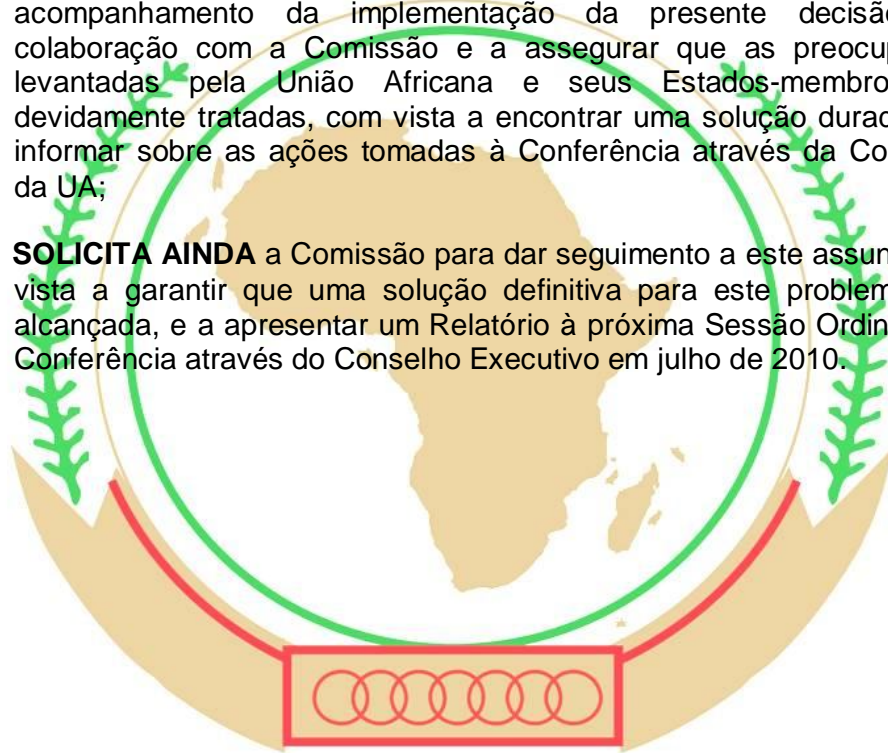 acompanhamento da implementação da presente decisã
colaboração com a Comissão e a assegurar que as preocup
levantadas pela União Africana e seus Estados-membro
devidamente tratadas, com vista a encontrar uma solução durad
informar sobre as ações tomadas à Conferência através da Co
da UA;
SOLICITA AINDA a Comissão para dar seguimento a este assun
vista a garantir que uma solução definitiva para este problem
alcançada, e a apresentar um Relatório à próxima Sessão Ordin
Conferência através do Conselho Executivo em julho de 2010.